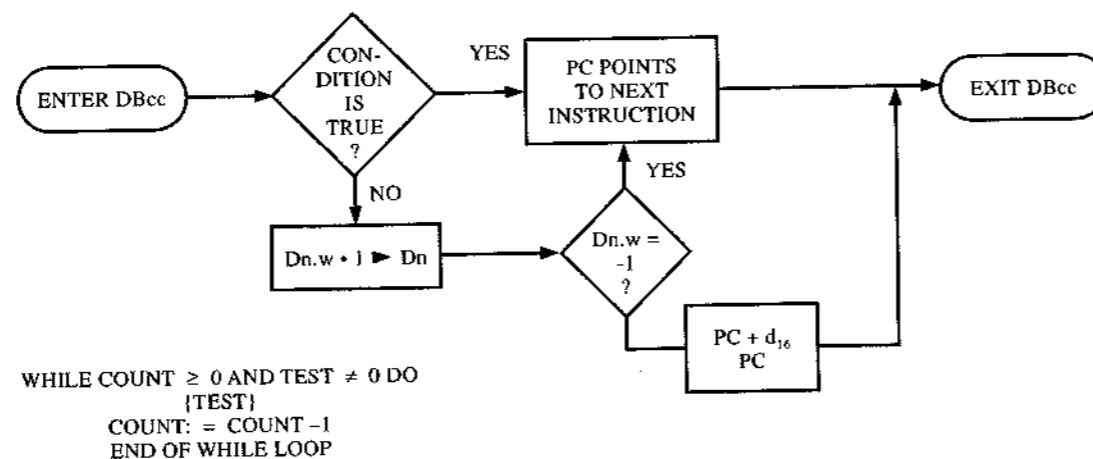 ENTER DBcc
CON-
DITION
IS
TRUE
?
YES
PC POINTS
TO NEXT
INSTRUCTION
EXIT DBcc
NO
YES
Dn.w • 1 ► Dn
Dn.w =
-1
?
PC + d₁₆
PC
WHILE COUNT ≥ 0 AND TEST ≠ 0 DO
{TEST}
COUNT: = COUNT –1
END OF WHILE LOOP